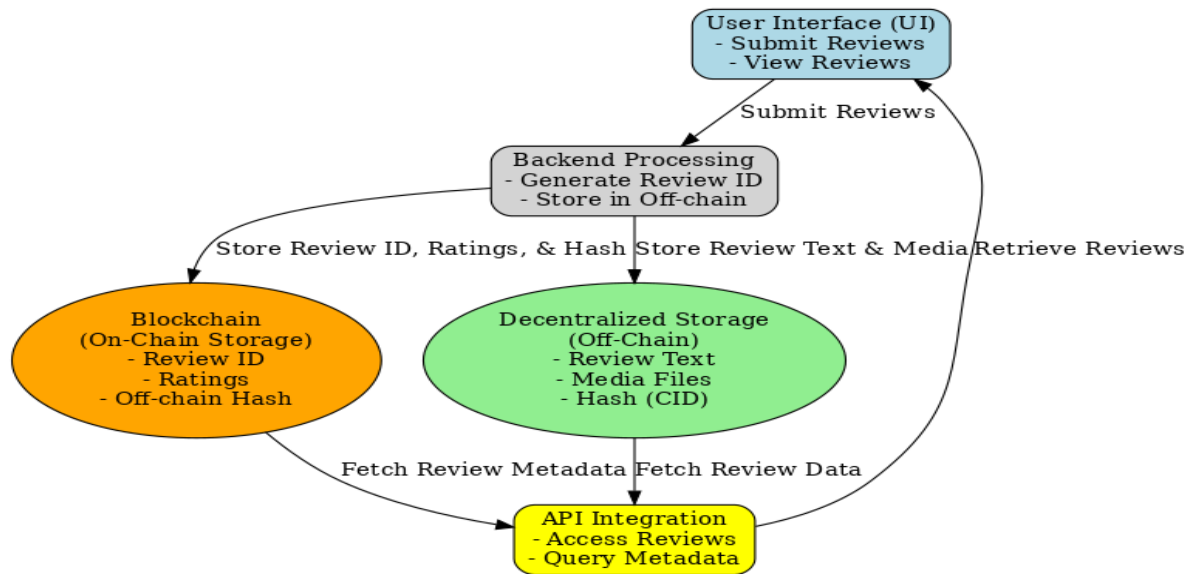 User Interface (UI)
- Submit Reviews
- View Reviews
Submit Reviews
Backend Processing
- Generate Review ID
- Store in Off-chain
Store Review ID, Ratings, & Hash
Store Review Text & Media
Retrieve Reviews
Blockchain
(On-Chain Storage)
- Review ID
- Ratings
- Off-chain Hash
Decentralized Storage
(Off-Chain)
- Review Text
- Media Files
- Hash (CID)
Fetch Review Metadata
Fetch Review Data
API Integration
- Access Reviews
- Query Metadata